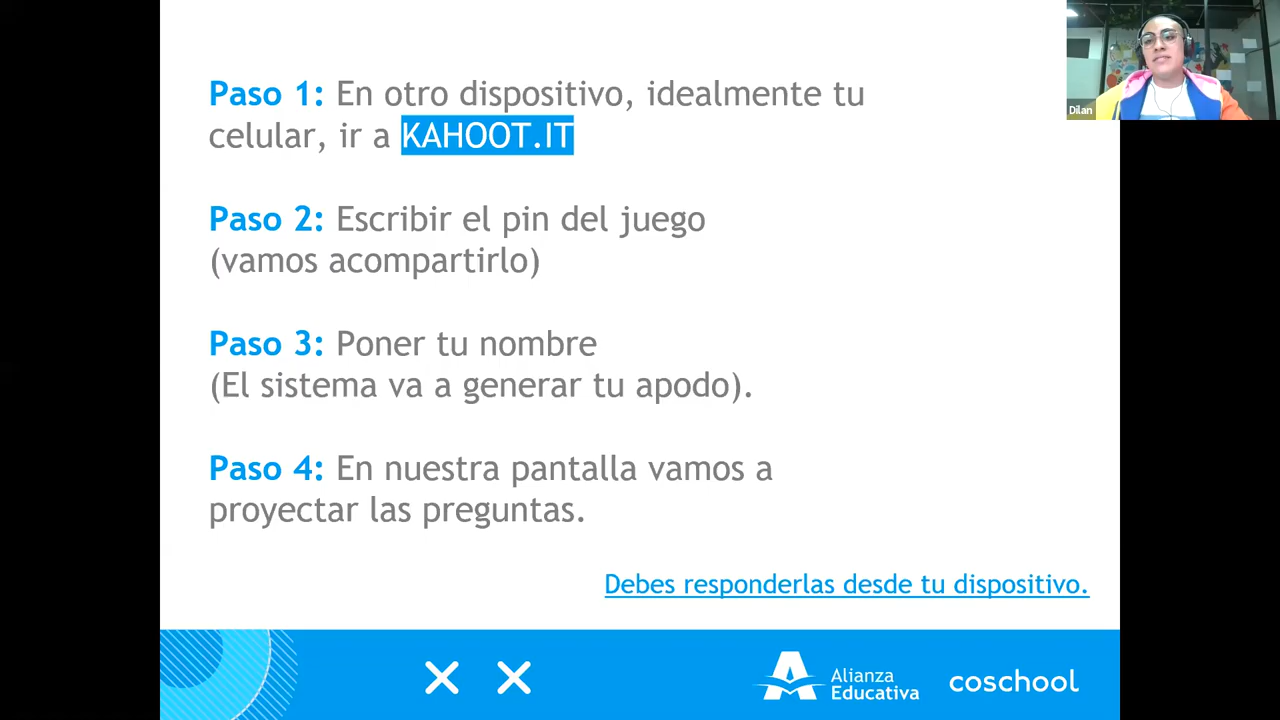 Paso 1: En otro dispositivo, idealmente tu
celular, ir a KAHOOT.IT
Paso 2: Escribir el pin del juego
(vamos acompartirlo)
Paso 3: Poner tu nombre
(El sistema va a generar tu apodo).
Paso 4: En nuestra pantalla vamos a
proyectar las preguntas.
Debes responderlas desde tu dispositivo.
Alianza
Educativa
coschool
Dilan